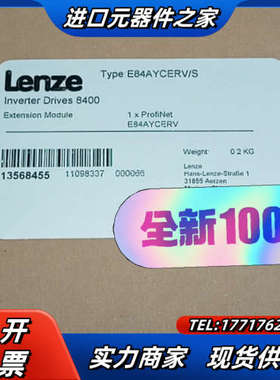 进口元器件之家
Lenze
Type E84AYCERV/S
Inverter Drives 8400
Extension Module
1 x ProfiNet
E84AYCERV
Weight: 0.2 KG
Lenze
Hans-Lenze-Straße 1
31855 Aerzen
13568455 11098337 000066
全新100
开
票
TEL:1771762
实力商家 现货供